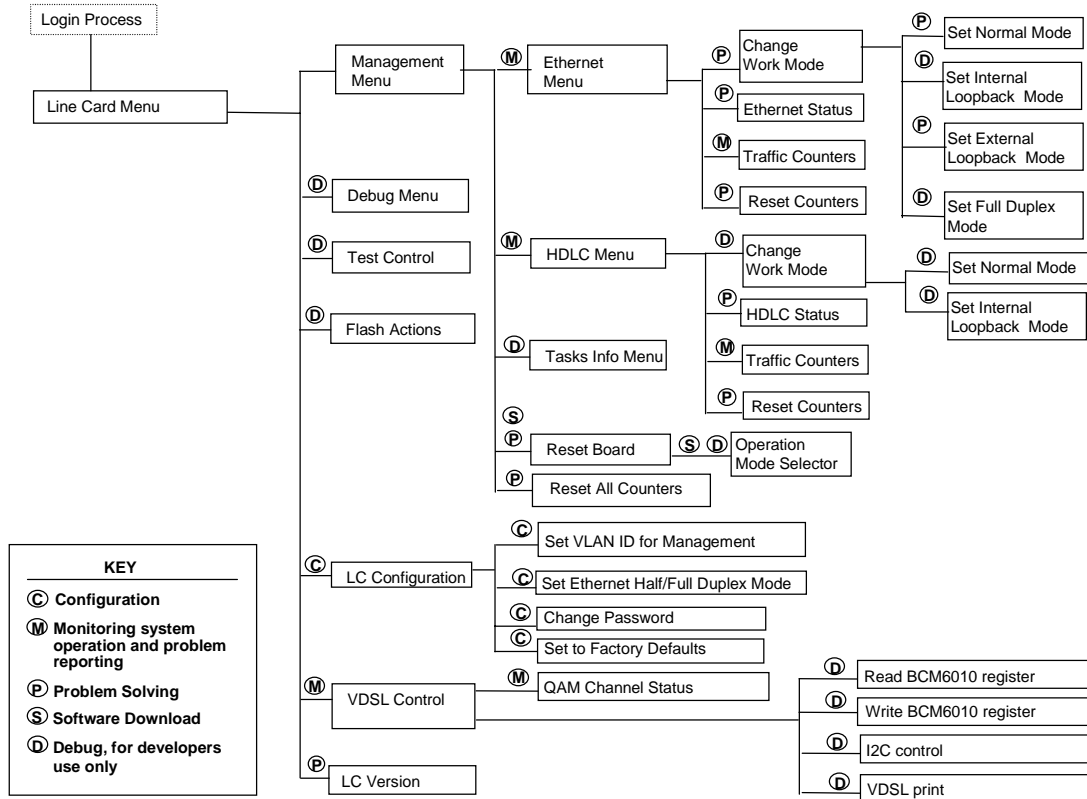 Login Process
Line Card Menu
Management
Menu
D
Debug Menu
D
Test Control
D
Flash Actions
C
LC Configuration
M
VDSL Control
P
LC Version
M
Ethernet
Menu
P
Change
Work Mode
P
Set Normal Mode
D
Set Internal
Loopback Mode
P
Set External
Loopback Mode
D
Set Full Duplex
Mode
P
Ethernet Status
M
Traffic Counters
P
Reset Counters
M
HDLC Menu
D
Change
Work Mode
D
Set Normal Mode
D
Set Internal
Loopback Mode
P
HDLC Status
M
Traffic Counters
P
Reset Counters
D
Tasks Info Menu
S
P
Reset Board
S D
Operation
Mode Selector
P
Reset All Counters
C
Set VLAN ID for Management
C
Set Ethernet Half/Full Duplex Mode
C
Change Password
C
Set to Factory Defaults
M
QAM Channel Status
D
Read BCM6010 register
D
Write BCM6010 register
D
I2C control
D
VDSL print
KEY
C Configuration
M Monitoring system
operation and problem
reporting
P Problem Solving
S Software Download
D Debug, for developers
use only